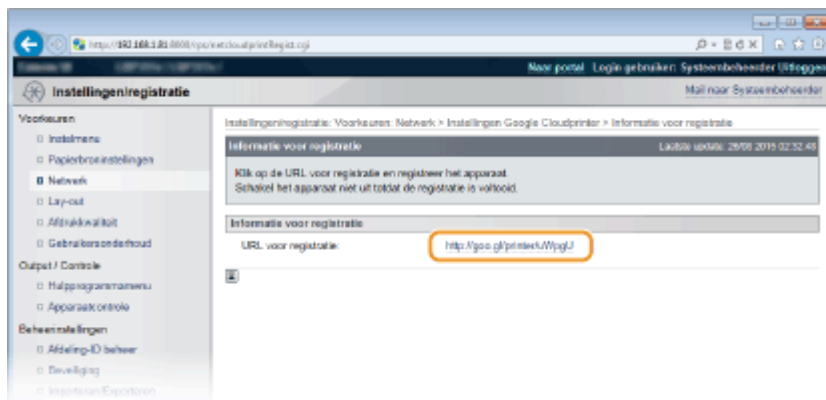 http://192.168.1.81:8000/rps/netcloudprintRegist.cgi
Naar portal Login gebruiker: Systeembeheerder Uitloggen
Instellingen/registratie
Mail naar Systeembeheerder
Voorkeuren
Instelmenu
Papierbroninstellingen
Netwerk
Lay-out
Afdrukkwaliteit
Gebruikersonderhoud
Output / Controle
Hulpprogrammamenu
Apparaatcontrole
Beheerinstellingen
Afdeling-ID beheer
Beveiliging
Importeren/Exporteren
Instellingen/registratie: Voorkeuren: Netwerk > Instellingen Google Cloudprinter > Informatie voor registratie
Informatie voor registratie
Laatste update: 26/08 2015 02:32:48
Klik op de URL voor registratie en registreer het apparaat.
Schakel het apparaat niet uit totdat de registratie is voltooid.
Informatie voor registratie
URL voor registratie:
http://goo.gl/printer/uWpgU